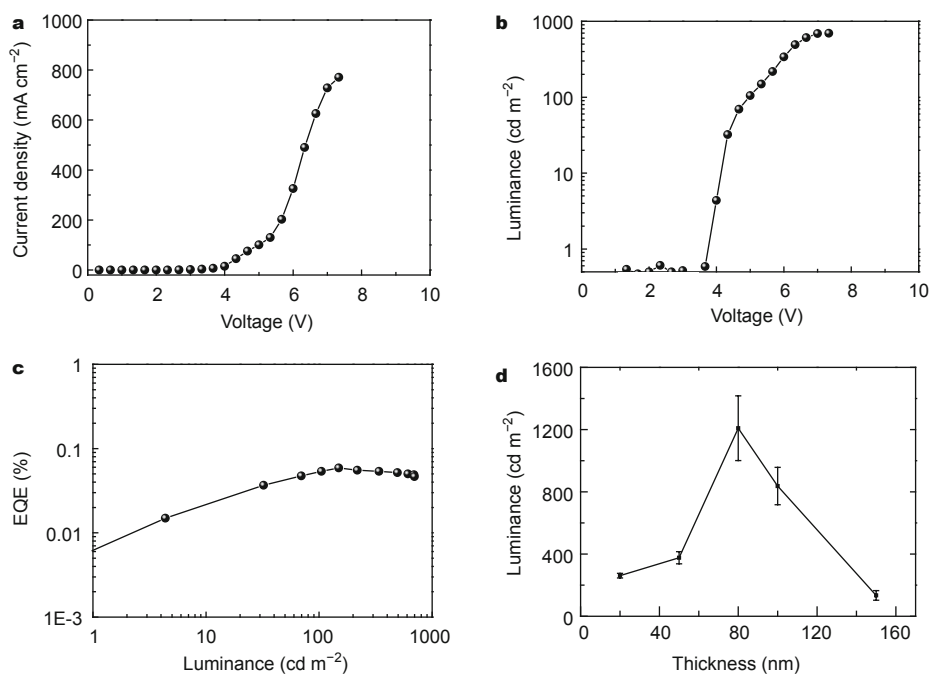 a
1000
800
600
400
200
0
0 2 4 6 8 10
Voltage (V)
Current density (mA cm−2)
b
1000
100
10
1
0 2 4 6 8 10
Voltage (V)
Luminance (cd m−2)
c
1
0.1
0.01
1E-3
1 10 100 1000
Luminance (cd m−2)
EQE (%)
d
1600
1200
800
400
0
0 40 80 120 160
Thickness (nm)
Luminance (cd m−2)